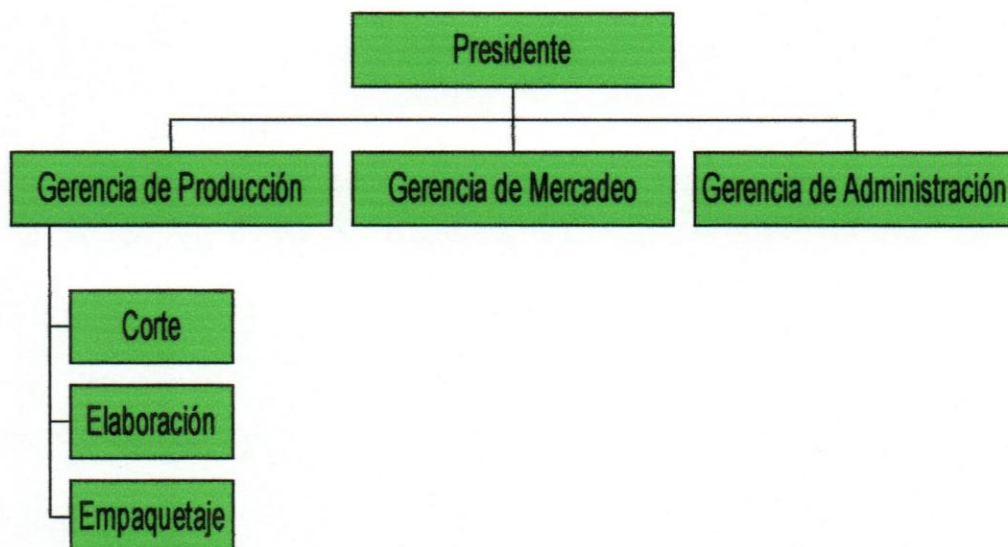 Presidente
Gerencia de Producción
Gerencia de Mercadeo
Gerencia de Administración
Corte
Elaboración
Empaquetaje